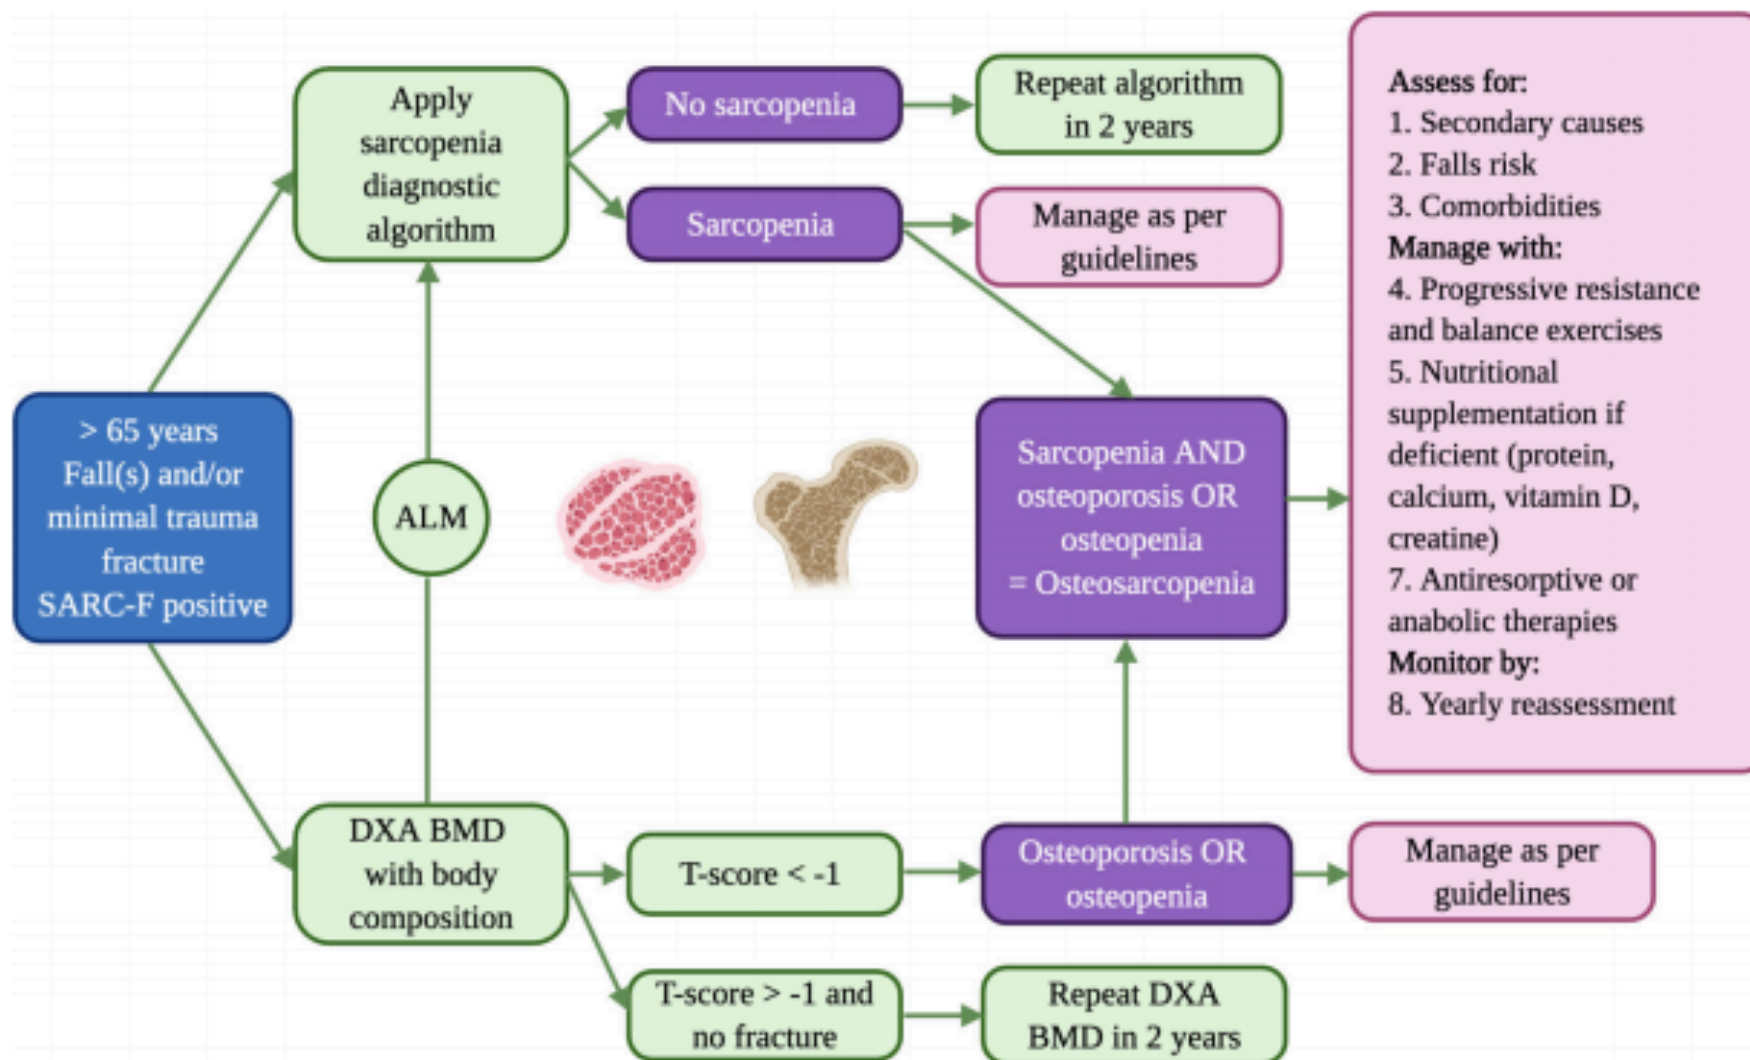 > 65 years
Fall(s) and/or
minimal trauma
fracture
SARC-F positive
Apply
sarcopenia
diagnostic
algorithm
ALM
DXA BMD
with body
composition
No sarcopenia
Sarcopenia
Repeat algorithm
in 2 years
Manage as per
guidelines
Sarcopenia AND
osteoporosis OR
osteopenia
= Osteosarcopenia
T-score < -1
T-score > -1 and
no fracture
Osteoporosis OR
osteopenia
Repeat DXA
BMD in 2 years
Manage as per
guidelines
Assess for:
1. Secondary causes
2. Falls risk
3. Comorbidities
Manage with:
4. Progressive resistance
and balance exercises
5. Nutritional
supplementation if
deficient (protein,
calcium, vitamin D,
creatine)
7. Antiresorptive or
anabolic therapies
Monitor by:
8. Yearly reassessment